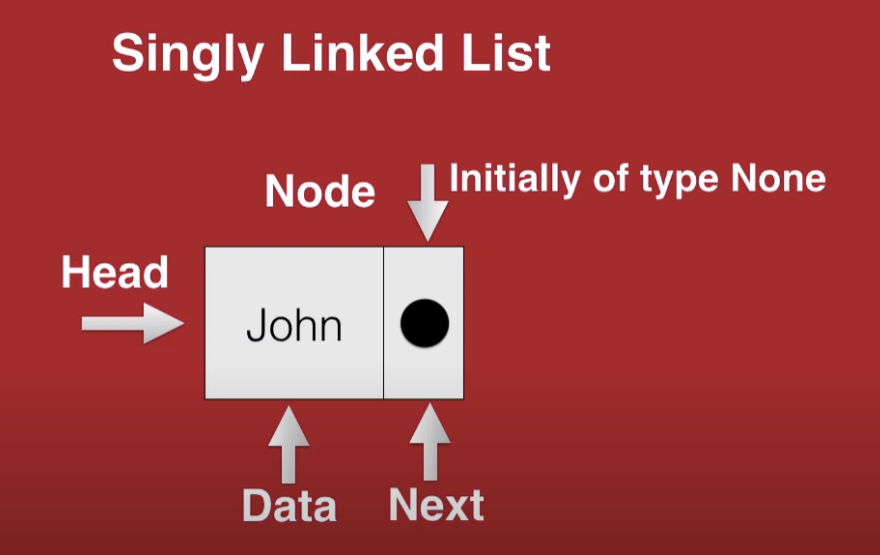 Singly Linked List
Node
Initially of type None
Head
John
Data
Next